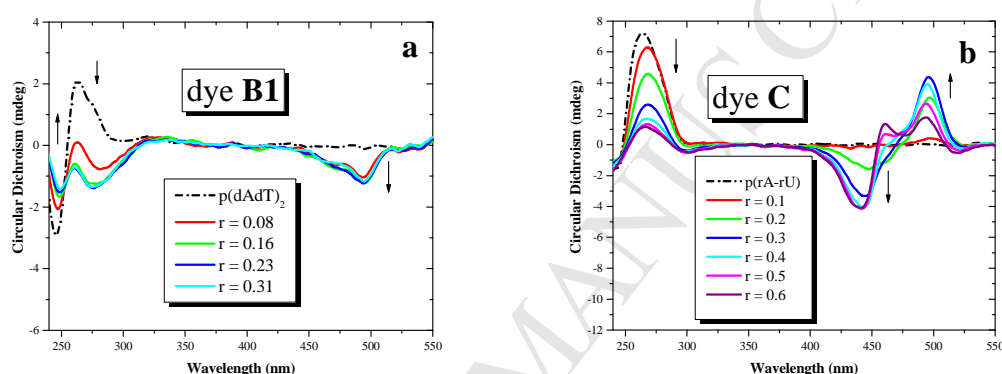 4
2
0
-2
-4
-6
Circular Dichroism (mdeg)
a
dye B1
p(dAdT)2
r = 0.08
r = 0.16
r = 0.23
r = 0.31
250 300 350 400 450 500 550
Wavelength (nm)
8
6
4
2
0
-2
-4
-6
-8
-10
-12
Circular Dichroism (mdeg)
b
dye C
p(rA-rU)
r = 0.1
r = 0.2
r = 0.3
r = 0.4
r = 0.5
r = 0.6
250 300 350 400 450 500 550
Wavelength (nm)